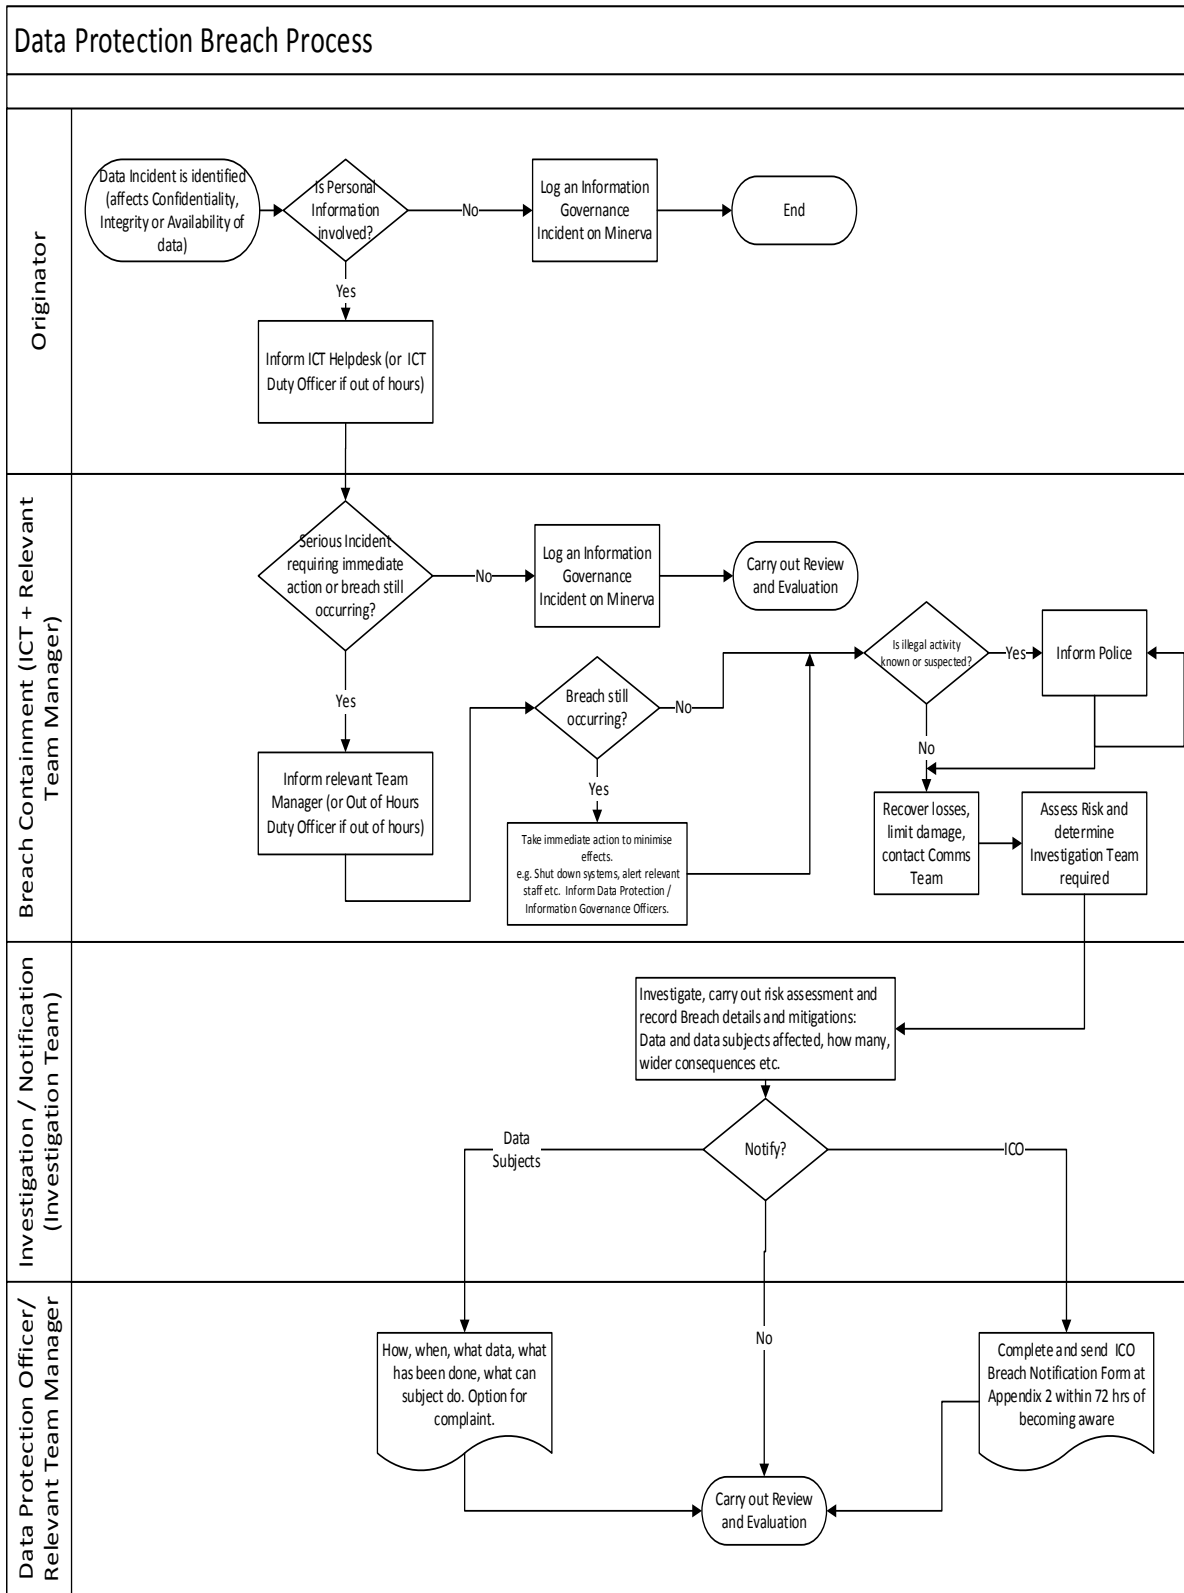 Data Protection Breach Process
Originator
Data Incident is identified
(affects Confidentiality,
Integrity or Availability of
data)
Is Personal
Information
involved?
No
Log an Information
Governance
Incident on Minerva
End
Yes
Inform ICT Helpdesk (or ICT
Duty Officer if out of hours)
Breach Containment (ICT + Relevant
Team Manager)
Serious Incident
requiring immediate
action or breach still
occurring?
No
Log an Information
Governance
Incident on Minerva
Carry out Review
and Evaluation
Yes
Inform relevant Team
Manager (or Out of Hours
Duty Officer if out of hours)
Breach still
occurring?
No
Yes
Take immediate action to minimise
effects.
e.g. Shut down systems, alert relevant
staff etc. Inform Data Protection /
Information Governance Officers.
Is illegal activity
known or suspected?
Yes
Inform Police
No
Recover losses,
limit damage,
contact Comms
Team
Assess Risk and
determine
Investigation Team
required
Investigation / Notification
(Investigation Team)
Investigate, carry out risk assessment and
record Breach details and mitigations:
Data and data subjects affected, how many,
wider consequences etc.
Notify?
Data
Subjects
ICO
No
Data Protection Officer/
Relevant Team Manager
How, when, what data, what
has been done, what can
subject do. Option for
complaint.
Complete and send ICO
Breach Notification Form at
Appendix 2 within 72 hrs of
becoming aware
Carry out Review
and Evaluation